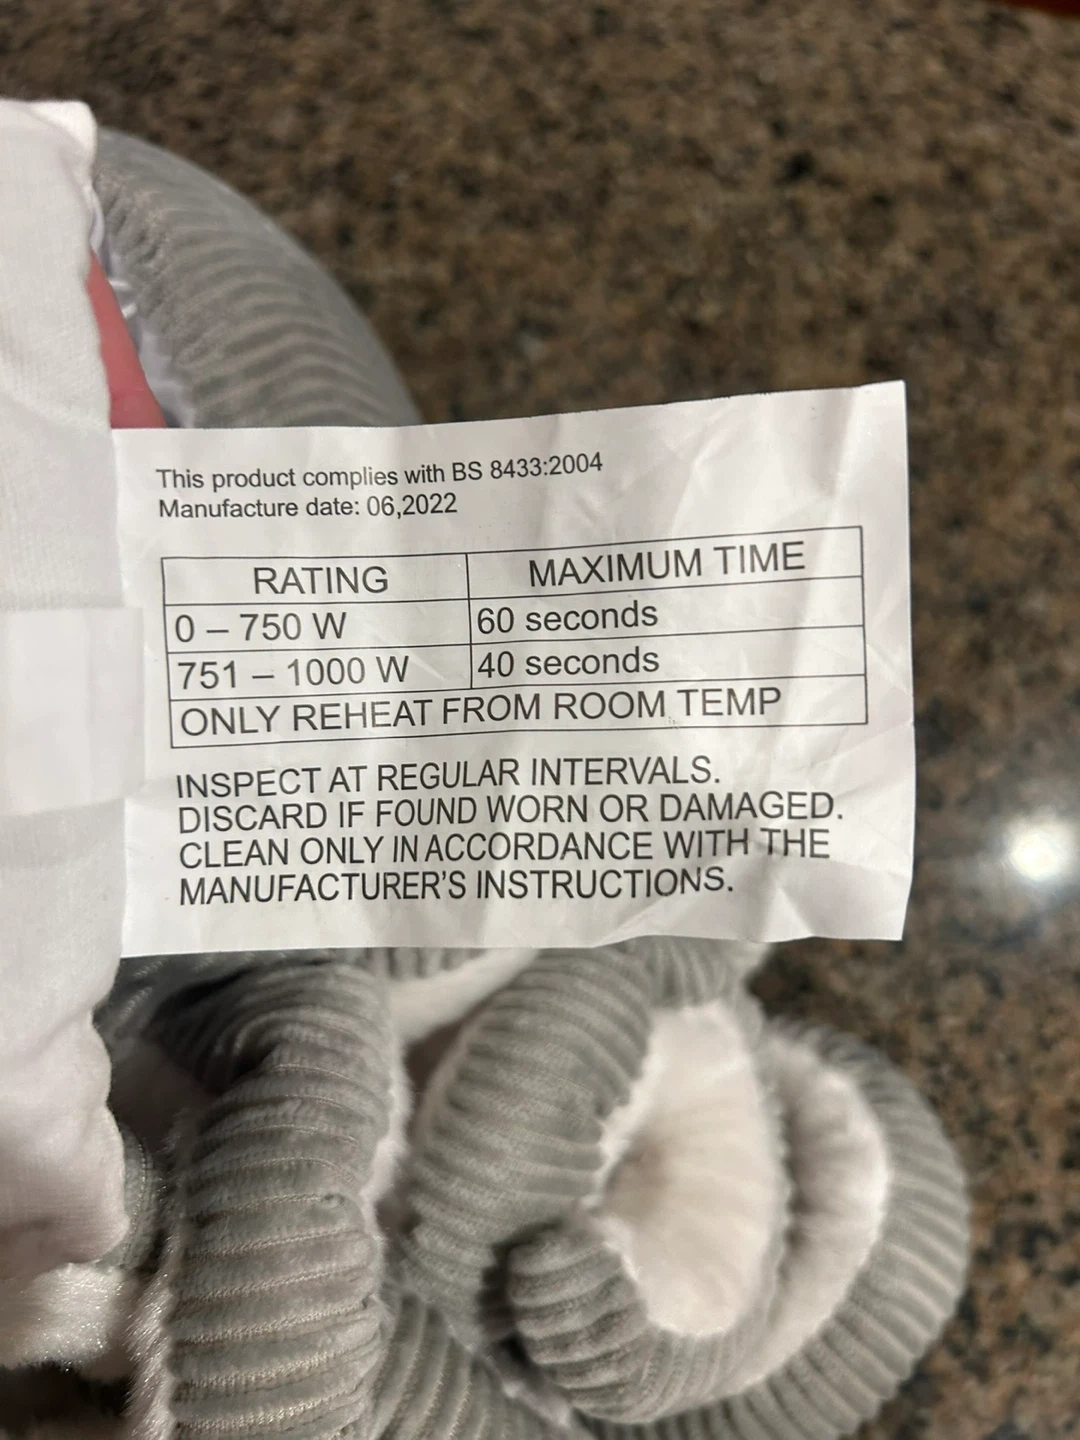 This product complies with BS 8433:2004
Manufacture date: 06,2022
RATING MAXIMUM TIME
0 – 750 W 60 seconds
751 – 1000 W 40 seconds
ONLY REHEAT FROM ROOM TEMP
INSPECT AT REGULAR INTERVALS.
DISCARD IF FOUND WORN OR DAMAGED.
CLEAN ONLY IN ACCORDANCE WITH THE
MANUFACTURER'S INSTRUCTIONS.